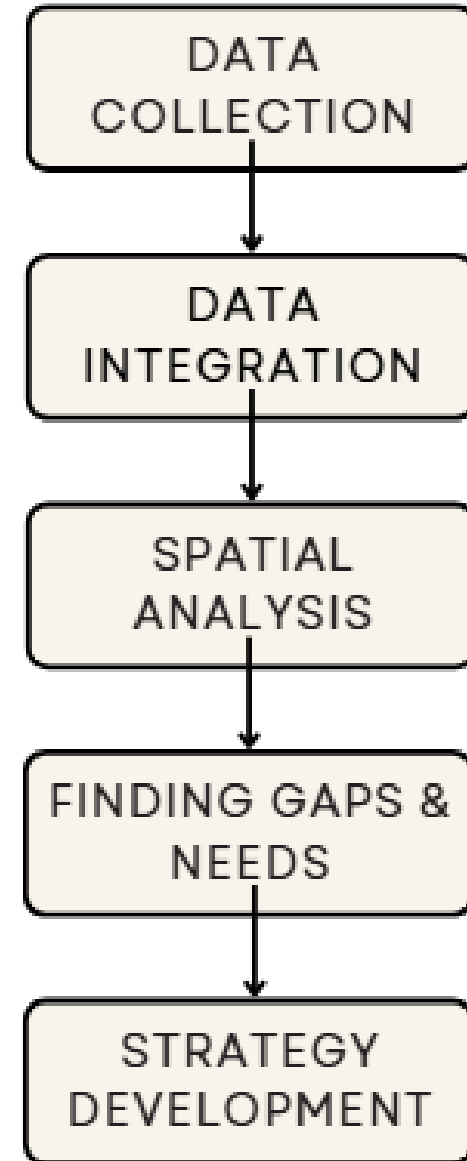 DATA
COLLECTION
DATA
INTEGRATION
SPATIAL
ANALYSIS
FINDING GAPS &
NEEDS
STRATEGY
DEVELOPMENT